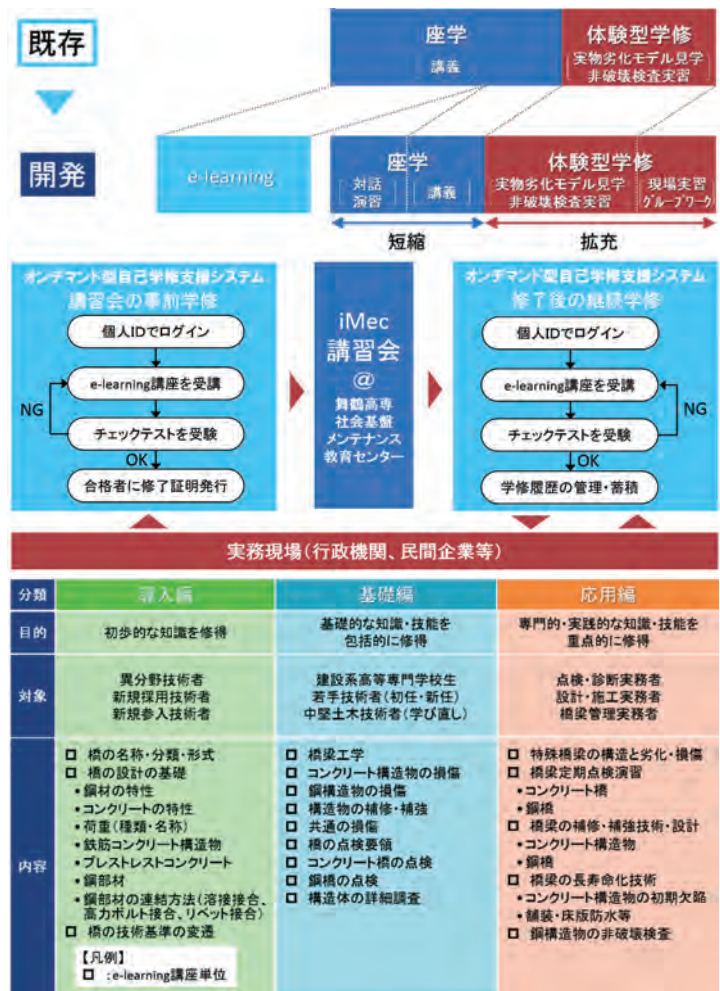 既存
座学
講義
体験型学修
実物劣化モデル見学
非破壊検査実習
開発
e-learning
座学
対話
演習
講義
体験型学修
実物劣化モデル見学
非破壊検査実習
現場実習
グループワーク
短縮
拡充
オンデマンド型自己学修支援システム
講習会の事前学修
個人IDでログイン
e-learning講座を受講
NG
チェックテストを受験
OK
合格者に修了証明発行
iMec
講習会
@
舞鶴高専
社会基盤
メンテナンス
教育センター
オンデマンド型自己学修支援システム
修了後の継続学修
個人IDでログイン
e-learning講座を受講
NG
チェックテストを受験
OK
学修履歴の管理・蓄積
実務現場(行政機関、民間企業等)
分類
導入編
基礎編
応用編
目的
初歩的な知識を修得
基礎的な知識・技能を
包括的に修得
専門的・実践的な知識・技能を
重点的に修得
対象
異分野技術者
新規採用技術者
新規参入技術者
建設系高等専門学校生
若手技術者(初任・新任)
中堅土木技術者(学び直し)
点検・診断実務者
設計・施工実務者
橋梁管理実務者
内容
□ 橋の名称・分類・形式
□ 橋の設計の基礎
・鋼材の特性
・コンクリートの特性
・荷重(種類・名称)
・鉄筋コンクリート構造物
・プレストレストコンクリート
・鋼部材
・鋼部材の連結方法(溶接接合、
高力ボルト接合、リベット接合)
□ 橋の技術基準の変遷
【凡例】
□ :e-learning講座単位
□ 橋梁工学
□ コンクリート構造物の損傷
□ 鋼構造物の損傷
□ 構造物の補修・補強
□ 共通の損傷
□ 橋の点検要領
□ コンクリート橋の点検
□ 鋼橋の点検
□ 構造体の詳細調査
□ 特殊橋梁の構造と劣化・損傷
□ 橋梁定期点検演習
・コンクリート橋
・鋼橋
□ 橋梁の補修・補強技術・設計
・コンクリート構造物
・鋼橋
□ 橋梁の長寿命化技術
・コンクリート構造物の初期欠陥
・舗装・床版防水等
□ 鋼構造物の非破壊検査